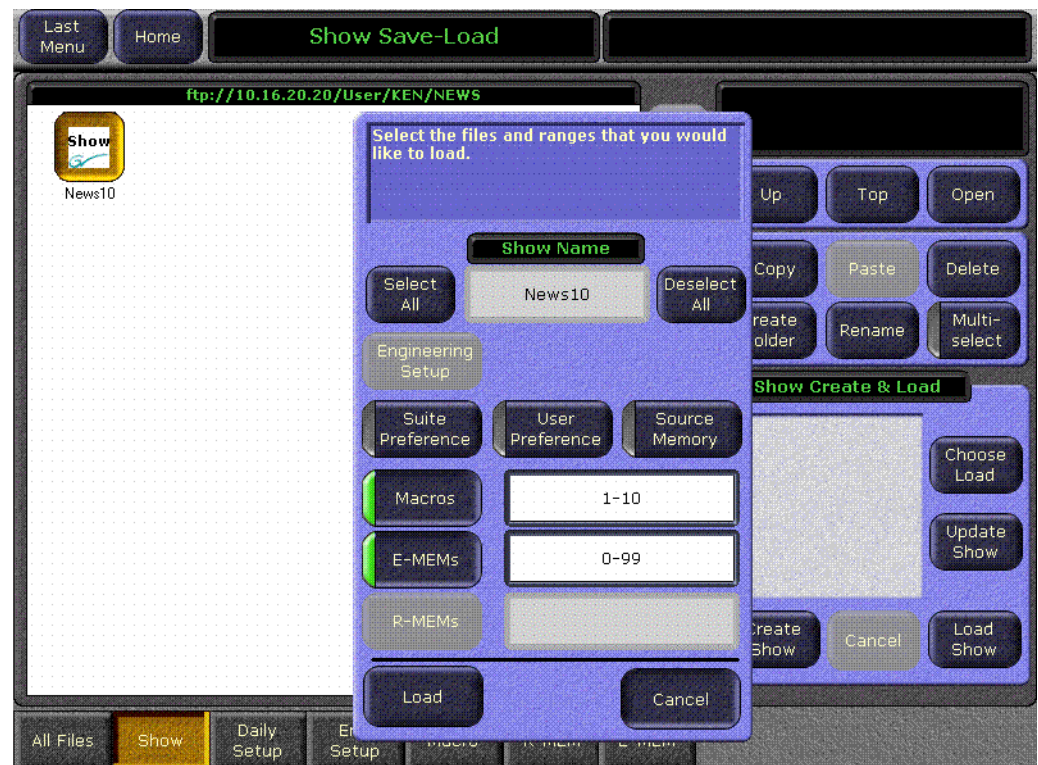 Last
Menu
Home
Show Save-Load
ftp://10.16.20.20/User/KEN/NEWS
Show
News10
Select the files and ranges that you would
like to load.
Show Name
Select
All
News10
Deselect
All
Engineering
Setup
Suite
Preference
User
Preference
Source
Memory
Macros
1-10
E-MEMs
0-99
R-MEMs
Load
Cancel
Up
Top
Open
Copy
Paste
Delete
reate
older
Rename
Multi-
select
Show Create & Load
Choose
Load
Update
Show
Create
Show
Cancel
Load
Show
All Files
Show
Daily
Setup
En
Setup